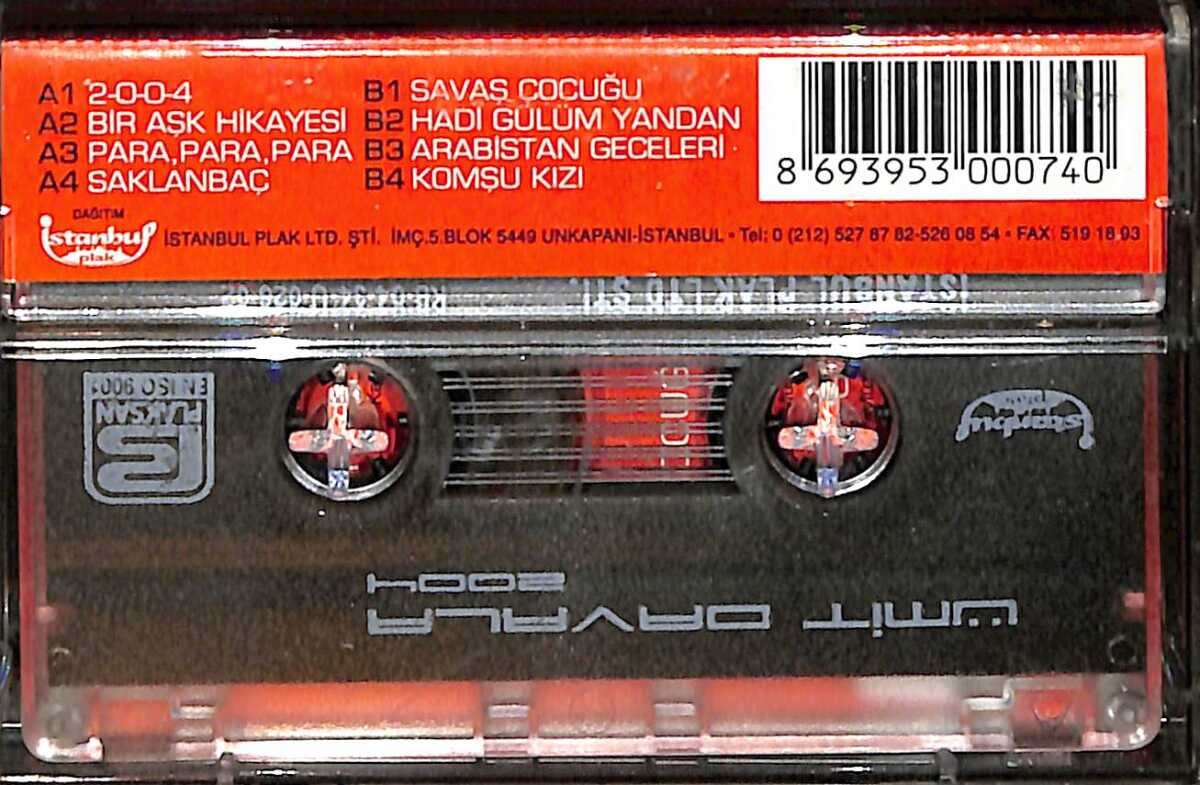 A1 2-0-0-4
A2 BİR AŞK HİKAYESİ
A3 PARA,PARA,PARA
A4 SAKLANBAÇ
B1 SAVAŞ ÇOCUĞU
B2 HADİ GÜLÜM YANDAN
B3 ARABİSTAN GECELERİ
B4 KOMŞU KIZI
8 693953 000740
DAĞITIM
istanbul
plak
İSTANBUL PLAK LTD. ŞTİ. İMÇ.5.BLOK 5449 UNKAPANI-İSTANBUL • Tel: 0 (212) 527 87 82-526 08 54 • FAX: 519 18 93
İSTANBUL PLAK LTD ŞTİ.
EN ISO 9001
PLAKSAN
istanbul
ÜMİT DAVALA
2004